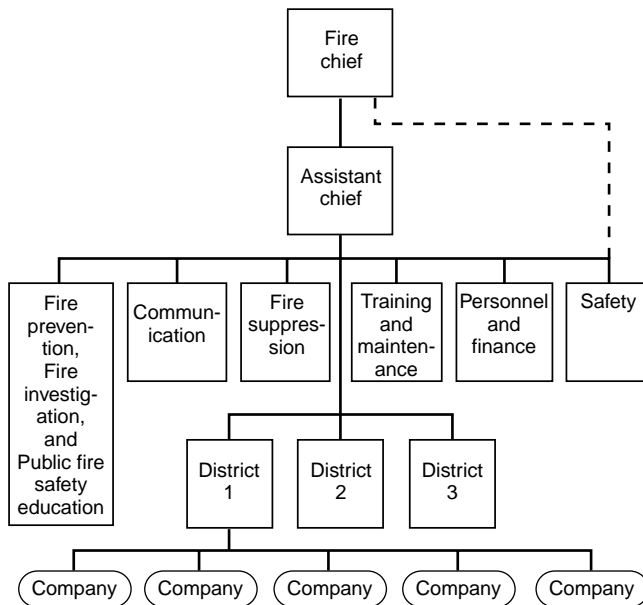 Fire
chief
Assistant
chief
Fire
preven-
tion,
Fire
investig-
ation,
and
Public fire
safety
education
Commun-
ication
Fire
suppres-
sion
Training
and
mainten-
ance
Personnel
and
finance
Safety
District
1
District
2
District
3
Company
Company
Company
Company
Company